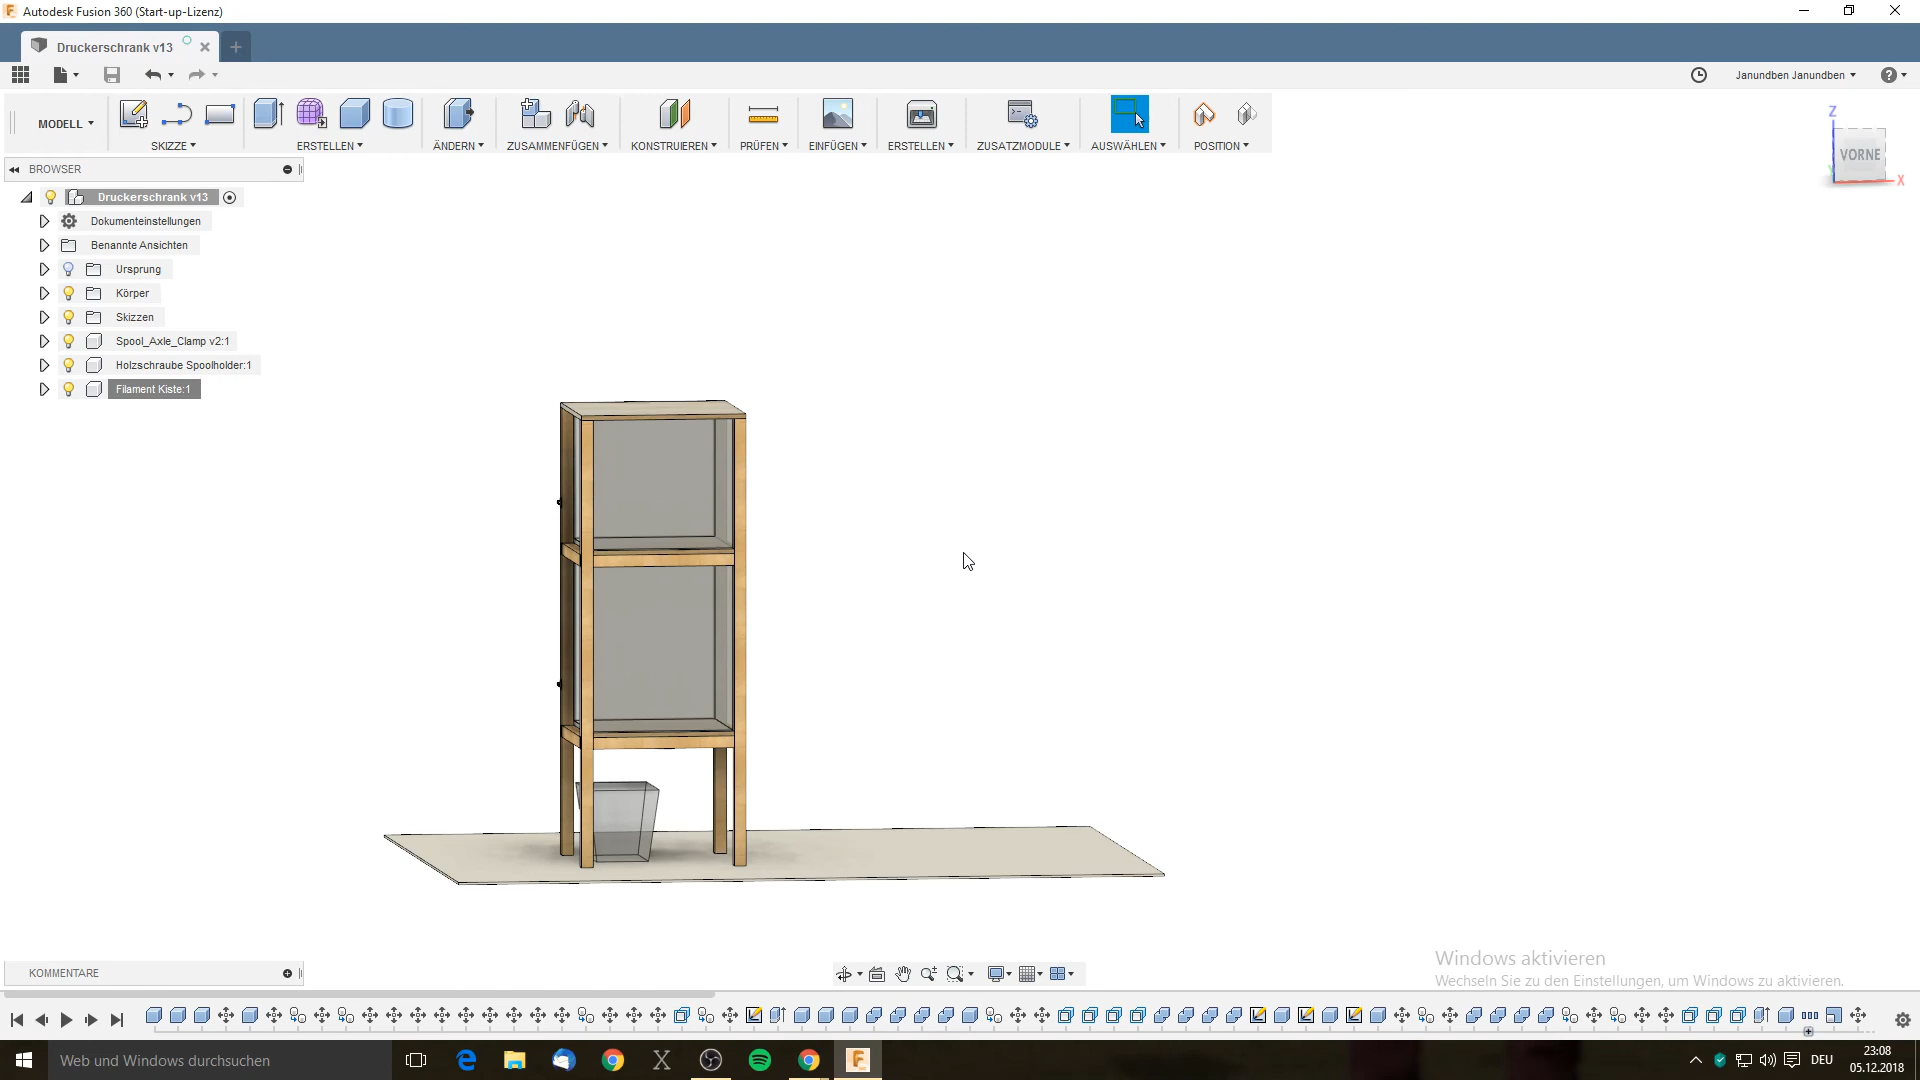 Autodesk Fusion 360 (Start-up-Lizenz)
Druckerschrank v13
Janundben Janundben
MODELL
SKIZZE
ERSTELLEN
ÄNDERN
ZUSAMMENFÜGEN
KONSTRUIEREN
PRÜFEN
EINFÜGEN
ERSTELLEN
ZUSATZMODULE
AUSWÄHLEN
POSITION
Z
VORNE
X
BROWSER
Druckerschrank v13
Dokumenteinstellungen
Benannte Ansichten
Ursprung
Körper
Skizzen
Spool_Axle_Clamp v2:1
Holzschraube Spoolholder:1
Filament Kiste:1
KOMMENTARE
Windows aktivieren
Wechseln Sie zu den Einstellungen, um Windows zu aktivieren.
Web und Windows durchsuchen
DEU
23:08
05.12.2018